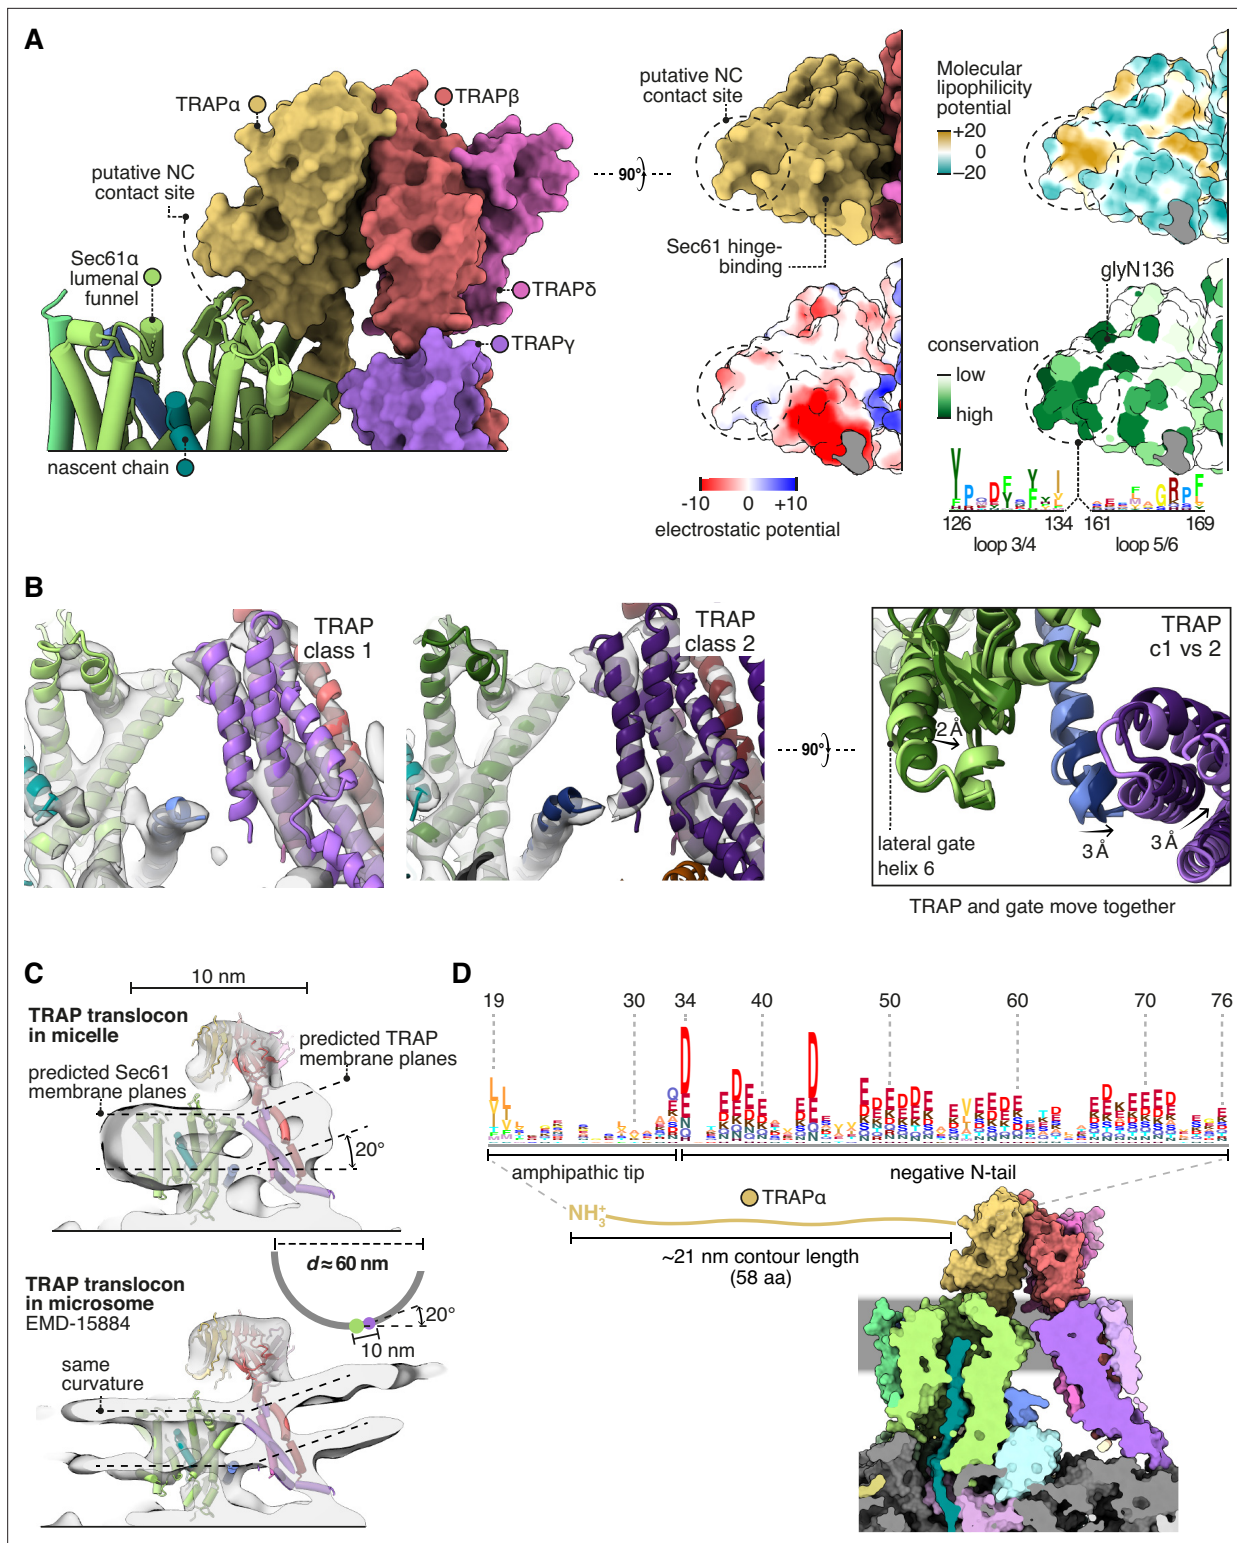 A
TRAPα
TRAPβ
putative NC
contact site
Sec61α
lumenal
funnel
TRAPδ
TRAPγ
nascent chain
90°
putative NC
contact site
Sec61 hinge-
binding
Molecular
lipophilicity
potential
+20
0
−20
glyN136
conservation
low
high
-10 0 +10
electrostatic potential
126 134 161 169
loop 3/4 loop 5/6
B
TRAP
class 1
TRAP
class 2
90°
TRAP
c1 vs 2
2 Å
lateral gate
helix 6
3 Å
3 Å
TRAP and gate move together
C
10 nm
TRAP translocon
in micelle
predicted TRAP
membrane planes
predicted Sec61
membrane planes
20°
d ≈ 60 nm
TRAP translocon
in microsome
EMD-15884
20°
10 nm
same
curvature
D
19 30 34 40 50 60 70 76
amphipathic tip negative N-tail
TRAPα
NH3+
~21 nm contour length
(58 aa)